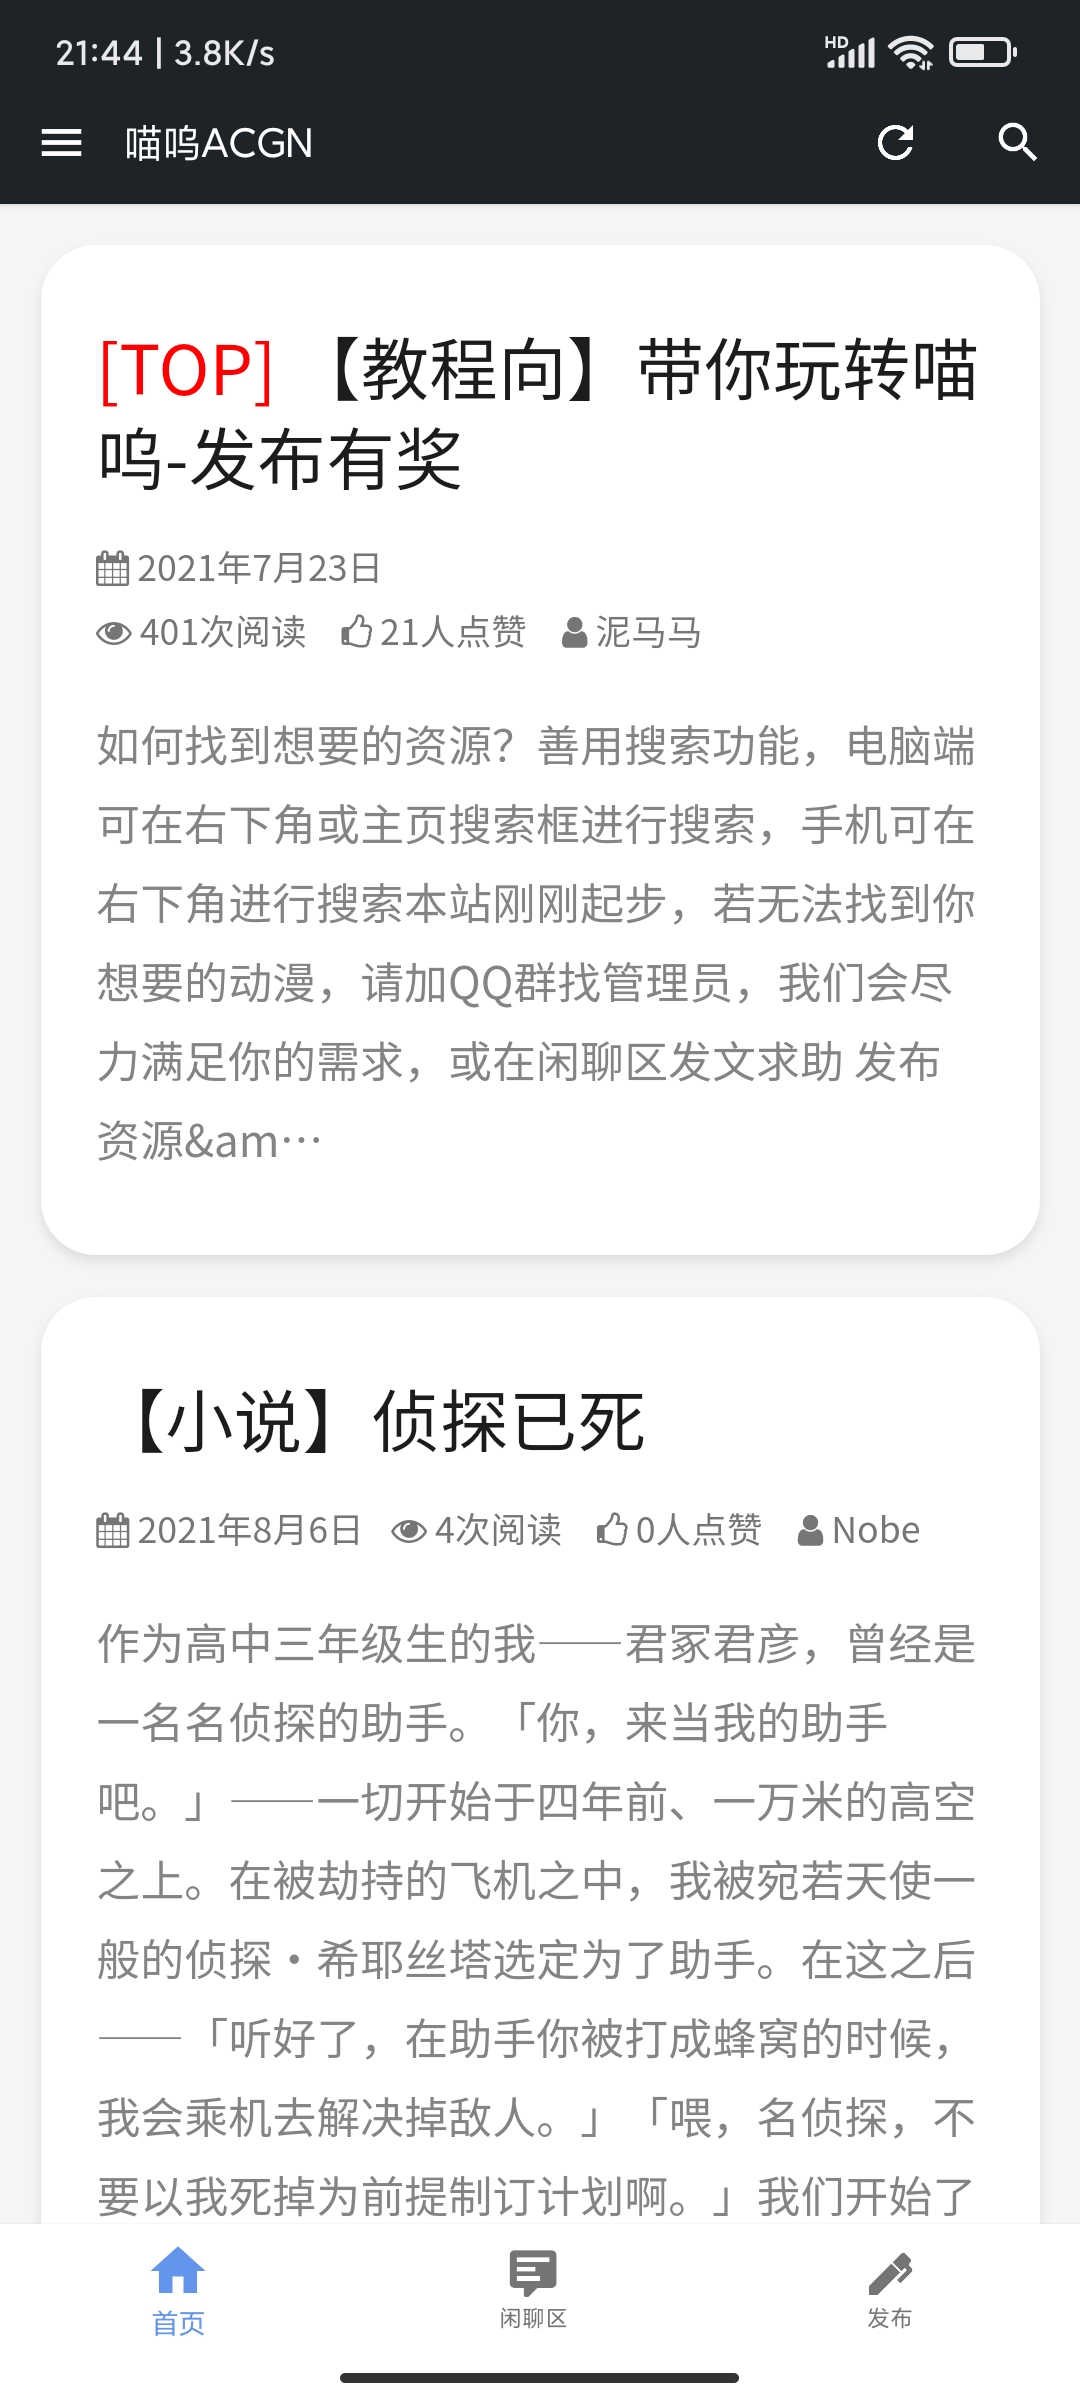 21:44 | 3.8K/s
HD
喵呜ACGN
[TOP] 【教程向】带你玩转喵
呜-发布有奖
2021年7月23日
401次阅读 21人点赞 泥马马
如何找到想要的资源？善用搜索功能，电脑端
可在右下角或主页搜索框进行搜索，手机可在
右下角进行搜索本站刚刚起步，若无法找到你
想要的动漫，请加QQ群找管理员，我们会尽
力满足你的需求，或在闲聊区发文求助 发布
资源&am…
【小说】侦探已死
2021年8月6日 4次阅读 0人点赞 Nobe
作为高中三年级生的我——君冢君彦，曾经是
一名名侦探的助手。「你，来当我的助手
吧。」——一切开始于四年前、一万米的高空
之上。在被劫持的飞机之中，我被宛若天使一
般的侦探・希耶丝塔选定为了助手。在这之后
——「听好了，在助手你被打成蜂窝的时候，
我会乘机去解决掉敌人。」「喂，名侦探，不
要以我死掉为前提制订计划啊。」我们开始了
首页 闲聊区 发布